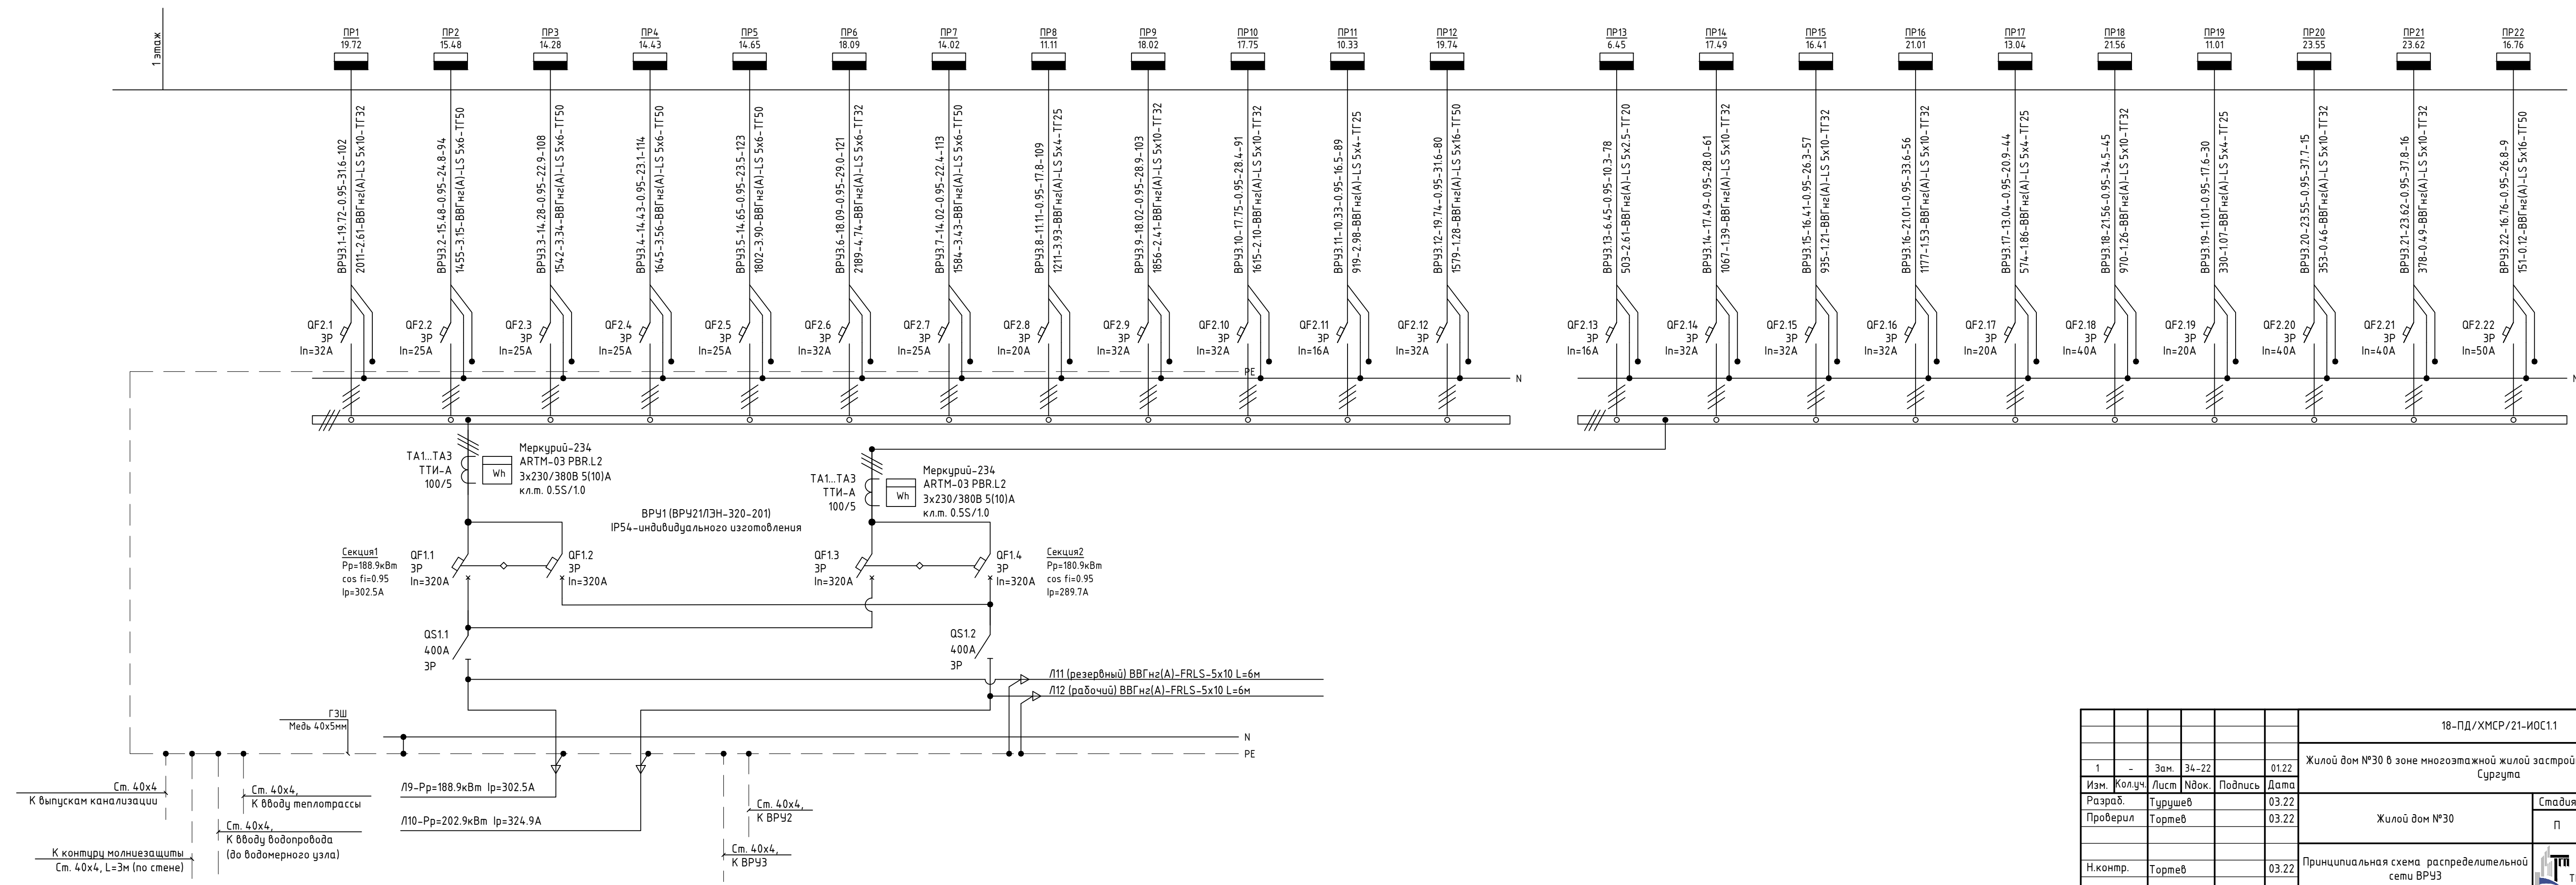 1 этаж
ПР1
19.72
ПР2
15.48
ПР3
14.28
ПР4
14.43
ПР5
14.65
ПР6
18.09
ПР7
14.02
ПР8
11.11
ПР9
18.02
ПР10
17.75
ПР11
10.33
ПР12
19.74
ПР13
6.45
ПР14
17.49
ПР15
16.41
ПР16
21.01
ПР17
13.04
ПР18
21.56
ПР19
11.01
ПР20
23.55
ПР21
23.62
ПР22
16.76
ВРУ3.1-19.72-0.95-31.6-102
2011-2.61-ВВГнг(А)-LS 5х10-ТГ32
ВРУ3.2-15.48-0.95-24.8-94
1455-3.15-ВВГнг(А)-LS 5х6-ТГ50
ВРУ3.3-14.28-0.95-22.9-108
1542-3.34-ВВГнг(А)-LS 5х6-ТГ50
ВРУ3.4-14.43-0.95-23.1-114
1645-3.56-ВВГнг(А)-LS 5х6-ТГ50
ВРУ3.5-14.65-0.95-23.5-123
1802-3.90-ВВГнг(А)-LS 5х6-ТГ50
ВРУ3.6-18.09-0.95-29.0-121
2189-4.74-ВВГнг(А)-LS 5х6-ТГ32
ВРУ3.7-14.02-0.95-22.4-113
1584-3.43-ВВГнг(А)-LS 5х6-ТГ50
ВРУ3.8-11.11-0.95-17.8-109
1211-3.93-ВВГнг(А)-LS 5х4-ТГ25
ВРУ3.9-18.02-0.95-28.9-103
1856-2.41-ВВГнг(А)-LS 5х10-ТГ32
ВРУ3.10-17.75-0.95-28.4-91
1615-2.10-ВВГнг(А)-LS 5х10-ТГ32
ВРУ3.11-10.33-0.95-16.5-89
919-2.98-ВВГнг(А)-LS 5х4-ТГ25
ВРУ3.12-19.74-0.95-31.6-80
1579-1.28-ВВГнг(А)-LS 5х16-ТГ50
ВРУ3.13-6.45-0.95-10.3-78
503-2.61-ВВГнг(А)-LS 5х2.5-ТГ20
ВРУ3.14-17.49-0.95-28.0-61
1067-1.39-ВВГнг(А)-LS 5х10-ТГ32
ВРУ3.15-16.41-0.95-26.3-57
935-1.21-ВВГнг(А)-LS 5х10-ТГ32
ВРУ3.16-21.01-0.95-33.6-56
1177-1.53-ВВГнг(А)-LS 5х10-ТГ32
ВРУ3.17-13.04-0.95-20.9-44
574-1.86-ВВГнг(А)-LS 5х4-ТГ25
ВРУ3.18-21.56-0.95-34.5-45
970-1.26-ВВГнг(А)-LS 5х10-ТГ32
ВРУ3.19-11.01-0.95-17.6-30
330-1.07-ВВГнг(А)-LS 5х4-ТГ25
ВРУ3.20-23.55-0.95-37.7-15
353-0.46-ВВГнг(А)-LS 5х10-ТГ32
ВРУ3.21-23.62-0.95-37.8-16
378-0.49-ВВГнг(А)-LS 5х10-ТГ32
ВРУ3.22-16.76-0.95-26.8-9
151-0.12-ВВГнг(А)-LS 5х16-ТГ50
QF2.1
3P
In=32A
QF2.2
3P
In=25A
QF2.3
3P
In=25A
QF2.4
3P
In=25A
QF2.5
3P
In=25A
QF2.6
3P
In=32A
QF2.7
3P
In=25A
QF2.8
3P
In=20A
QF2.9
3P
In=32A
QF2.10
3P
In=32A
QF2.11
3P
In=16A
QF2.12
3P
In=32A
QF2.13
3P
In=16A
QF2.14
3P
In=32A
QF2.15
3P
In=32A
QF2.16
3P
In=32A
QF2.17
3P
In=20A
QF2.18
3P
In=40A
QF2.19
3P
In=20A
QF2.20
3P
In=40A
QF2.21
3P
In=40A
QF2.22
3P
In=50A
PE
N
ТА1...ТА3
ТТИ-А
100/5
Wh
Меркурий-234
ARTM-03 PBR.L2
3х230/380В 5(10)А
кл.т. 0.5S/1.0
ТА1...ТА3
ТТИ-А
100/5
Wh
Меркурий-234
ARTM-03 PBR.L2
3х230/380В 5(10)А
кл.т. 0.5S/1.0
ВРУ1 (ВРУ21ЛЭН-320-201)
IP54-индивидуального изготовления
Секция1
Рр=188.9кВт
cos fi=0.95
Iр=302.5А
QF1.1
3P
In=320A
QF1.2
3P
In=320A
QF1.3
3P
In=320A
QF1.4
3P
In=320A
Секция2
Рр=180.9кВт
cos fi=0.95
Iр=289.7А
QS1.1
400A
3P
QS1.2
400A
3P
Л11 (резервный) ВВГнг(А)-FRLS-5х10 L=6м
Л12 (рабочий) ВВГнг(А)-FRLS-5х10 L=6м
ГЗШ
Медь 40х5мм
N
PE
Л9-Рр=188.9кВт Iр=302.5А
Л10-Рр=202.9кВт Iр=324.9А
Ст. 40х4
К выпускам канализации
Ст. 40х4,
К вводу теплотрассы
Ст. 40х4,
К вводу водопровода
(до водомерного узла)
К контуру молниезащиты
Ст. 40х4, L=3м (по стене)
Ст. 40х4,
К ВРУ2
Ст. 40х4,
К ВРУ3
18-ПД/ХМСР/21-ИОС1.1
Жилой дом №30 в зоне многоэтажной жилой застрой
Сургута
1 - Зам. 34-22 01.22
Изм. Кол.уч. Лист Nдок. Подпись Дата
Разраб. Турушев 03.22
Проверил Тортев 03.22
Н.контр. Тортев 03.22
Жилой дом №30
Стадия
П
Принципиальная схема распределительной
сети ВРУ3